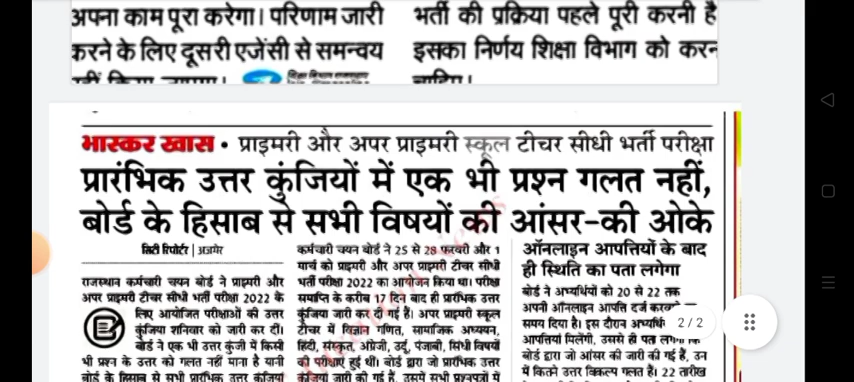 अपना काम पूरा करेगा। परिणाम जारी
करने के लिए दूसरी एजेंसी से समन्वय
भर्ती की प्रक्रिया पहले पूरी करनी है
इसका निर्णय शिक्षा विभाग को करन
भास्कर खास • प्राइमरी और अपर प्राइमरी स्कूल टीचर सीधी भर्ती परीक्षा
प्रारंभिक उत्तर कुंजियों में एक भी प्रश्न गलत नहीं,
बोर्ड के हिसाब से सभी विषयों की आंसर-की ओके
सिटी रिपोर्टर | अजमेर
राजस्थान कर्मचारी चयन बोर्ड ने प्राइमरी और
अपर प्राइमरी टीचर सीधी भर्ती परीक्षा 2022 के
लिए आयोजित परीक्षाओं की उत्तर
कुंजिया शनिवार को जारी कर दीं।
बोर्ड ने एक भी उत्तर कुंजी में किसी
भी प्रश्न के उत्तर को गलत नहीं माना है यानी
बोर्ड के हिसाब से सभी प्रारंभिक उत्तर कुंजियां
कर्मचारी चयन बोर्ड ने 25 से 28 फरवरी और 1
मार्च को प्राइमरी और अपर प्राइमरी टीचर सीधी
भर्ती परीक्षा 2022 का आयोजन किया था। परीक्षा
समाप्ति के करीब 17 दिन बाद ही प्रारंभिक उत्तर
कुंजिया जारी कर दी गई हैं। अपर प्राइमरी स्कूल
टीचर में विज्ञान गणित, सामाजिक अध्ययन,
हिंदी, संस्कृत, अंग्रेजी, उर्दू, पंजाबी, सिंधी विषयों
की परीक्षाएं हुई थीं। बोर्ड द्वारा जो प्रारंभिक उत्तर
कुंजियां जारी की गई हैं, उसमें सभी प्रश्नपत्रों में
ऑनलाइन आपत्तियों के बाद
ही स्थिति का पता लगेगा
बोर्ड ने अभ्यर्थियों को 20 से 22 तक
अपनी ऑनलाइन आपत्ति दर्ज
समय दिया है। इस दौरान
आपत्तियां मिलेंगी, उससे ही पता
बोर्ड द्वारा जो आंसर की जारी की गई हैं, उन
में कितने उत्तर विकल्प गलत हैं। 22 तारीख
2 / 2